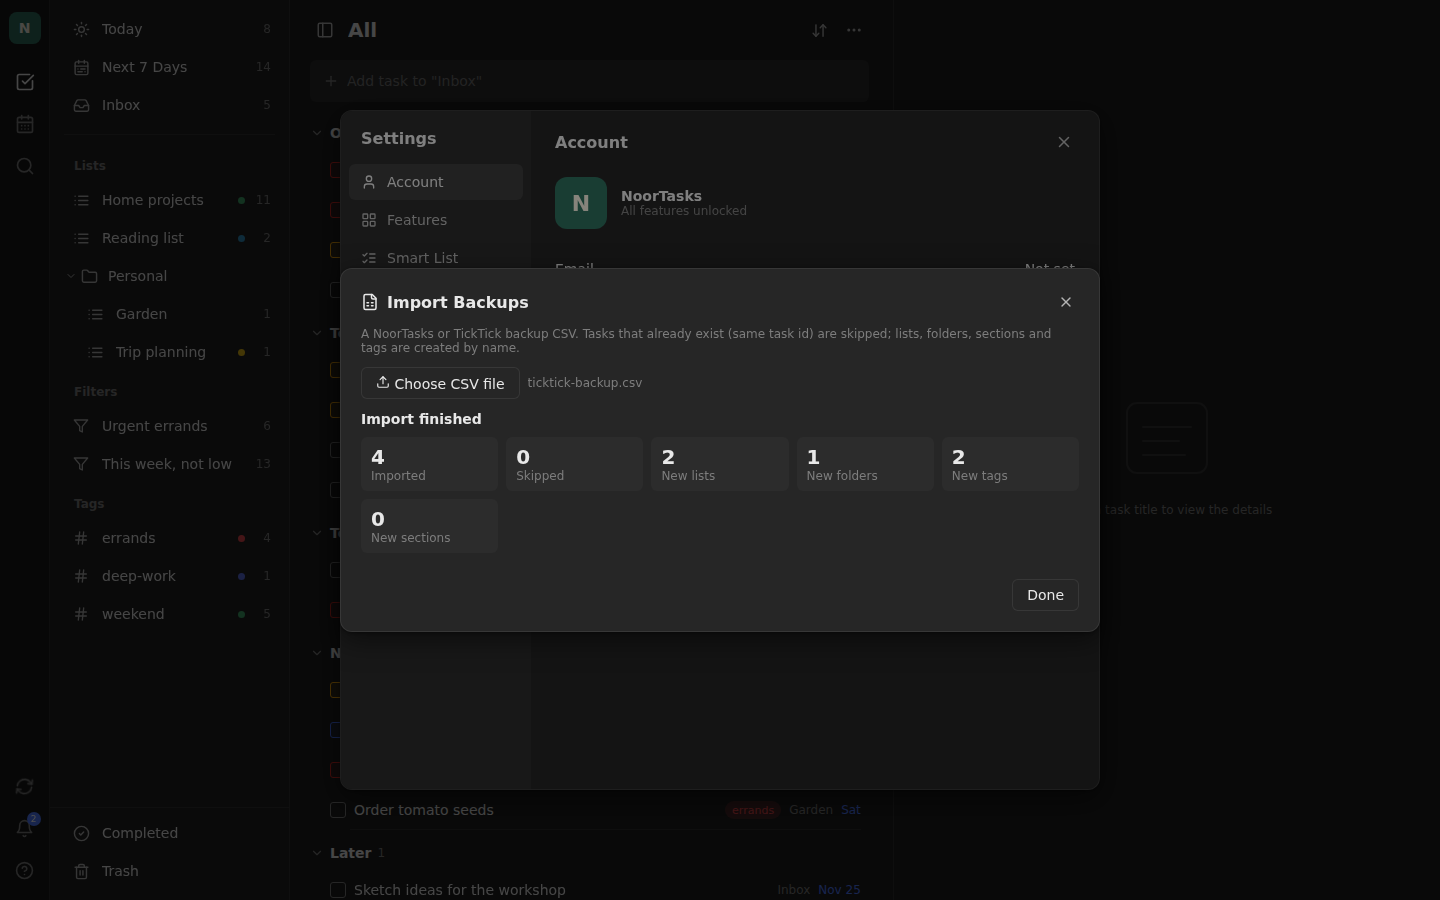 N
Today 8
Next 7 Days 14
Inbox 5
Lists
Home projects 11
Reading list 2
Personal
Garden 1
Trip planning 1
Filters
Urgent errands 6
This week, not low 13
Tags
errands 4
deep-work 1
weekend 5
2
Completed
Trash
All
Add task to "Inbox"
Settings
Account
Features
Smart List
Account
N
NoorTasks
All features unlocked
Email Not set
Import Backups
A NoorTasks or TickTick backup CSV. Tasks that already exist (same task id) are skipped; lists, folders, sections and
tags are created by name.
Choose CSV file ticktick-backup.csv
Import finished
4
Imported
0
Skipped
2
New lists
1
New folders
2
New tags
0
New sections
Done
task title to view the details
Order tomato seeds errands Garden Sat
Later 1
Sketch ideas for the workshop Inbox Nov 25